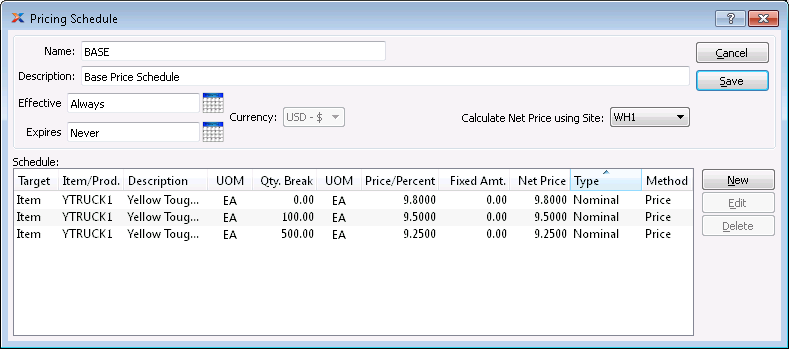 Pricing Schedule
Name: BASE
Cancel
Description: Base Price Schedule
Save
Effective Always
Currency: USD - $
Calculate Net Price using Site: WH1
Expires Never
Schedule:
Target Item/Prod. Description UOM Qty. Break UOM Price/Percent Fixed Amt. Net Price Type Method
New
Item YTRUCK1 Yellow Toug... EA 0.00 EA 9.8000 0.00 9.8000 Nominal Price
Edit
Item YTRUCK1 Yellow Toug... EA 100.00 EA 9.5000 0.00 9.5000 Nominal Price
Delete
Item YTRUCK1 Yellow Toug... EA 500.00 EA 9.2500 0.00 9.2500 Nominal Price